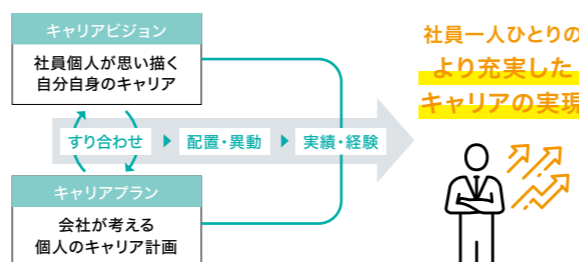 キャリアビジョン
社員個人が思い描く
自分自身のキャリア
すり合わせ
配置・異動
実績・経験
キャリアプラン
会社が考える
個人のキャリア計画
社員一人ひとりの
より充実した
キャリアの実現